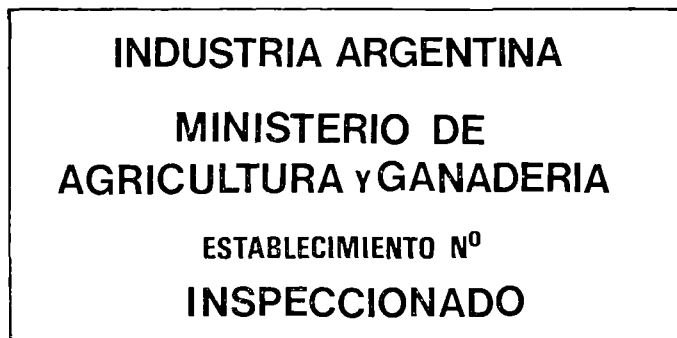 INDUSTRIA ARGENTINA
MINISTERIO DE
AGRICULTURA Y GANADERIA
ESTABLECIMIENTO Nº
INSPECCIONADO